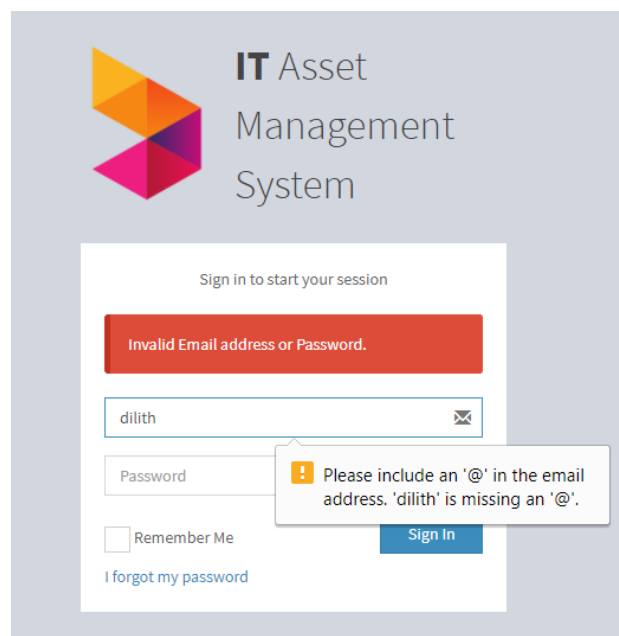 IT Asset
Management
System
Sign in to start your session
Invalid Email address or Password.
dilith
Password
Please include an '@' in the email
address. 'dilith' is missing an '@'.
Remember Me
Sign In
I forgot my password